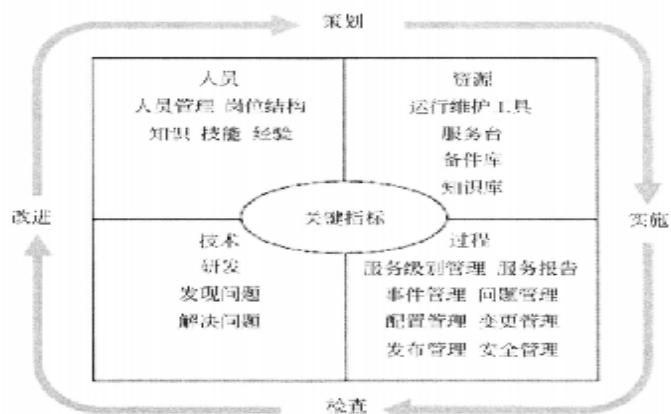 策划
人员
人员管理 岗位结构
知识 技能 经验
资源
运行维护工具
服务台
备件库
知识库
改进
关键指标
实施
技术
研发
发现问题
解决问题
过程
服务级别管理 服务报告
事件管理 问题管理
配置管理 变更管理
发布管理 安全管理
检查